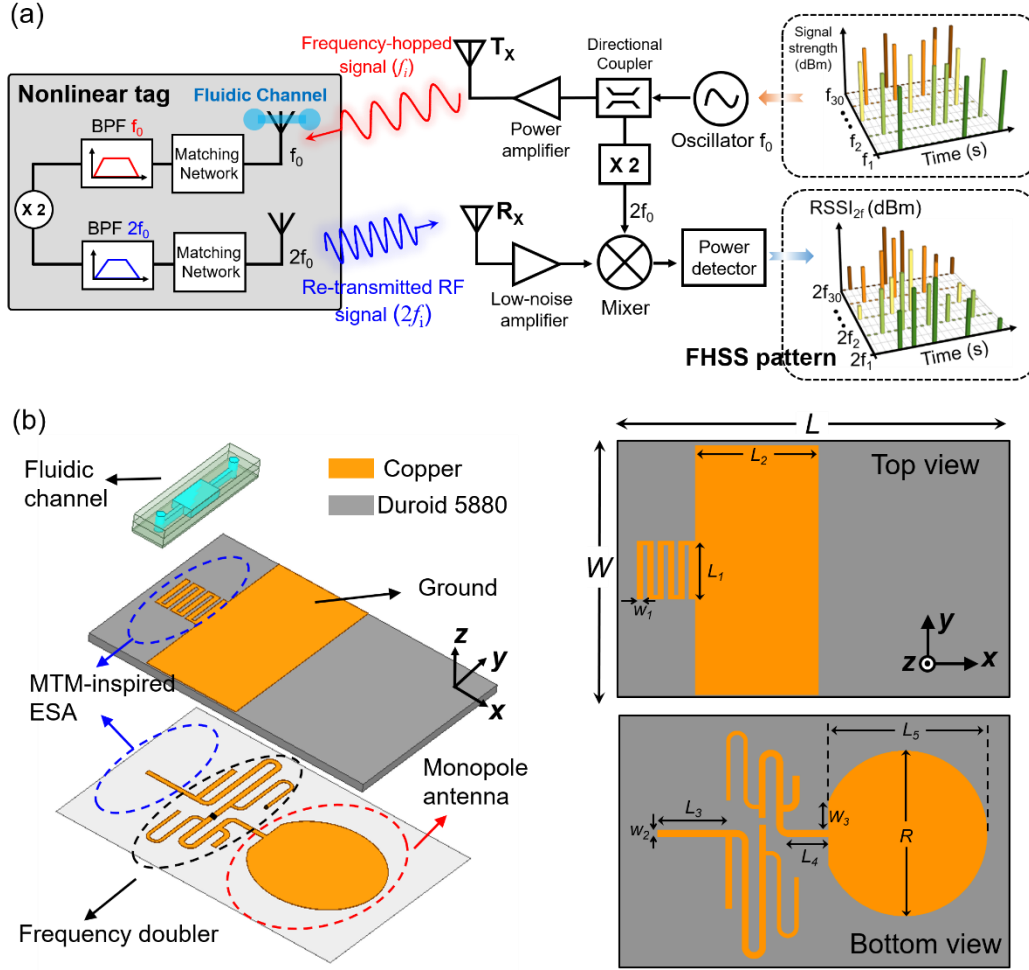 (a)
Nonlinear tag
Fluidic Channel
BPF f0
Matching
Network
f0
X 2
BPF 2f0
Matching
Network
2f0
Frequency-hopped
signal (fi)
Re-transmitted RF
signal (2fi)
TX
Power
amplifier
Directional
Coupler
Oscillator f0
X 2
2f0
RX
Low-noise
amplifier
Mixer
Power
detector
Signal
strength
(dBm)
f30
f2
f1
Time (s)
RSSI2f (dBm)
2f30
2f2
2f1
Time (s)
FHSS pattern
(b)
Fluidic
channel
Copper
Duroid 5880
Ground
z
y
x
MTM-inspired
ESA
Monopole
antenna
Frequency doubler
L
W
L2
Top view
L1
w1
y
z
x
L5
L3
w2
W3
R
L4
Bottom view